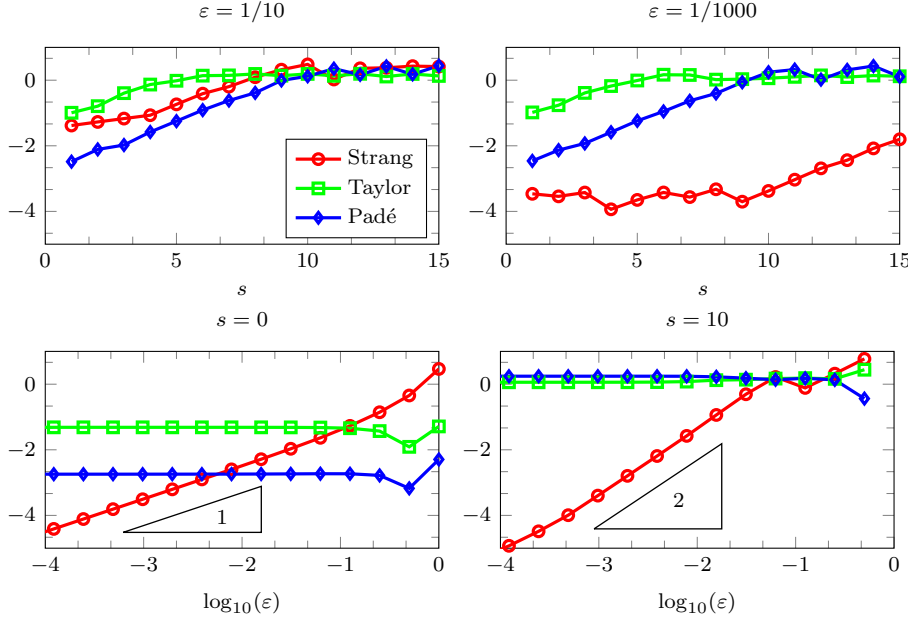 ε = 1/10
ε = 1/1000
0
−2
−4
0
5
10
15
s
Strang
Taylor
Padé
0
−2
−4
0
5
10
15
s
s = 0
s = 10
0
−2
−4
−4
−3
−2
−1
0
log10(ε)
1
0
−2
−4
−4
−3
−2
−1
0
log10(ε)
2